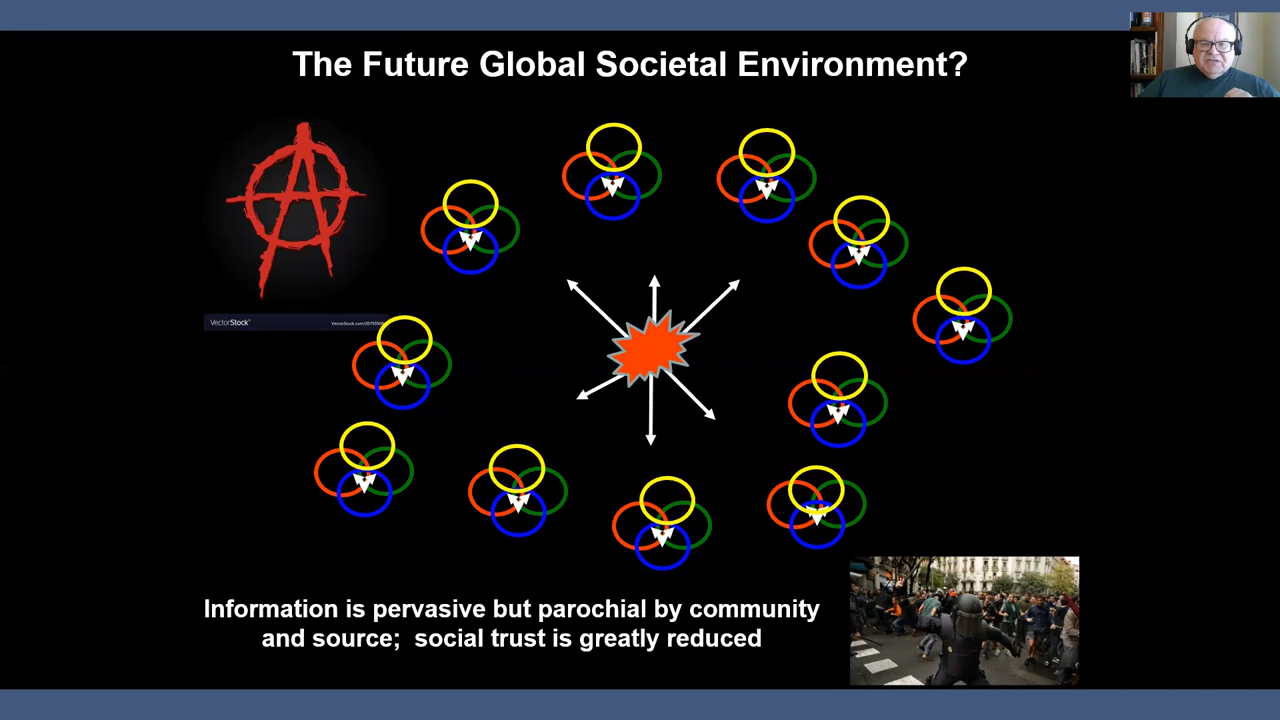 The Future Global Societal Environment?
VectorStock®
Information is pervasive but parochial by community
and source;  social trust is greatly reduced